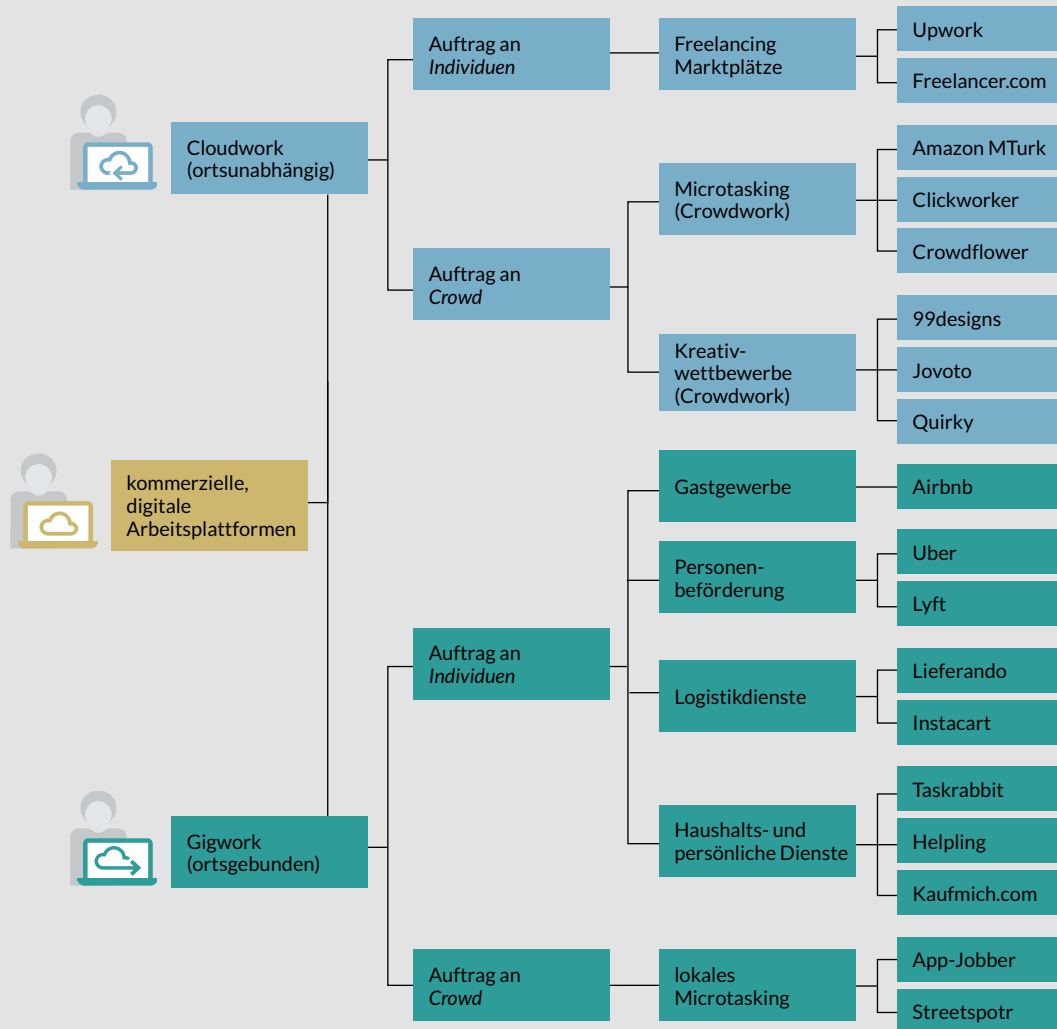 Auftrag an
Individuen
Freelancing
Marktplätze
Upwork
Freelancer.com
Cloudwork
(ortsunabhängig)
Microtasking
(Crowdwork)
Amazon MTurk
Clickworker
Crowdflower
Auftrag an
Crowd
Kreativ-
wettbewerbe
(Crowdwork)
99designs
Jovoto
Quirky
kommerzielle,
digitale
Arbeitsplattformen
Gastgewerbe
Airbnb
Personen-
beförderung
Uber
Lyft
Auftrag an
Individuen
Logistikdienste
Lieferando
Instacart
Gigwork
(ortsgebunden)
Haushalts- und
persönliche Dienste
Taskrabbit
Helpling
Kaufmich.com
Auftrag an
Crowd
lokales
Microtasking
App-Jobber
Streetspotr